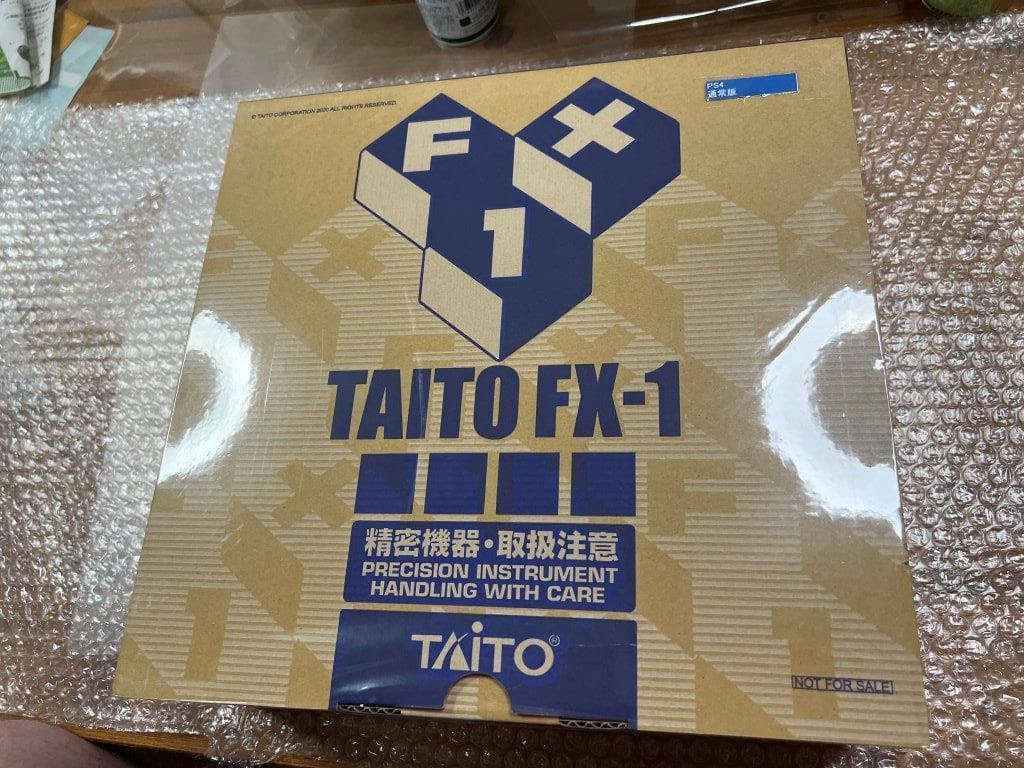 © TAITO CORPORATION 2020 ALL RIGHTS RESERVED.
PS4
通常版
F X
1
TAITO FX-1
精密機器・取扱注意
PRECISION INSTRUMENT
HANDLING WITH CARE
TAiTO®
NOT FOR SALE